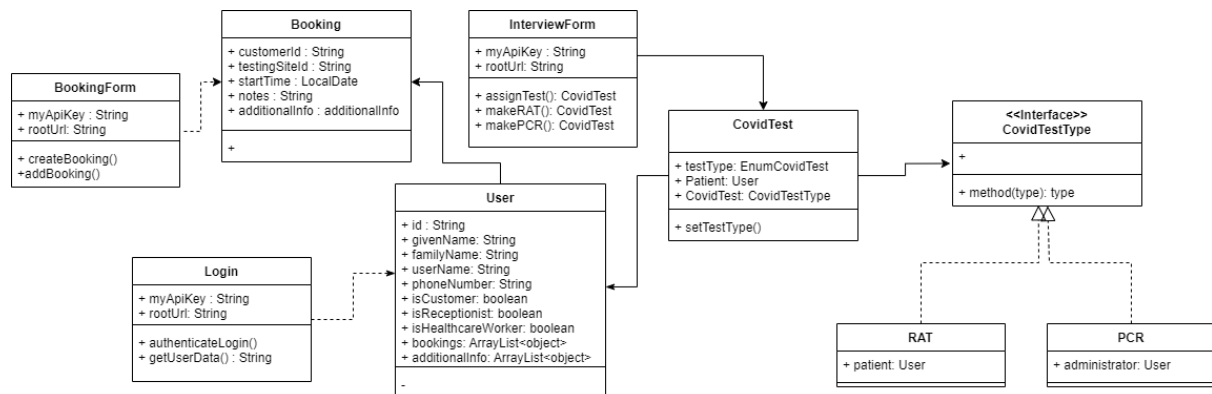 Booking
+ customerId : String
+ testingSiteId : String
+ startTime : LocalDate
+ notes : String
+ additionalInfo : additionalInfo
+
InterviewForm
+ myApiKey : String
+ rootUrl: String
+ assignTest(): CovidTest
+ makeRAT(): CovidTest
+ makePCR(): CovidTest
BookingForm
+ myApiKey : String
+ rootUrl: String
+ createBooking()
+addBooking()
CovidTest
+ testType: EnumCovidTest
+ Patient: User
+ CovidTest: CovidTestType
+ setTestType()
<<Interface>>
CovidTestType
+
+ method(type): type
User
+ id : String
+ givenName: String
+ familyName: String
+ userName: String
+ phoneNumber: String
+ isCustomer: boolean
+ isReceptionist: boolean
+ isHealthcareWorker: boolean
+ bookings: ArrayList<object>
+ additionalInfo: ArrayList<object>
-
Login
+ myApiKey : String
+ rootUrl: String
+ authenticateLogin()
+ getUserData() : String
RAT
+ patient: User
PCR
+ administrator: User